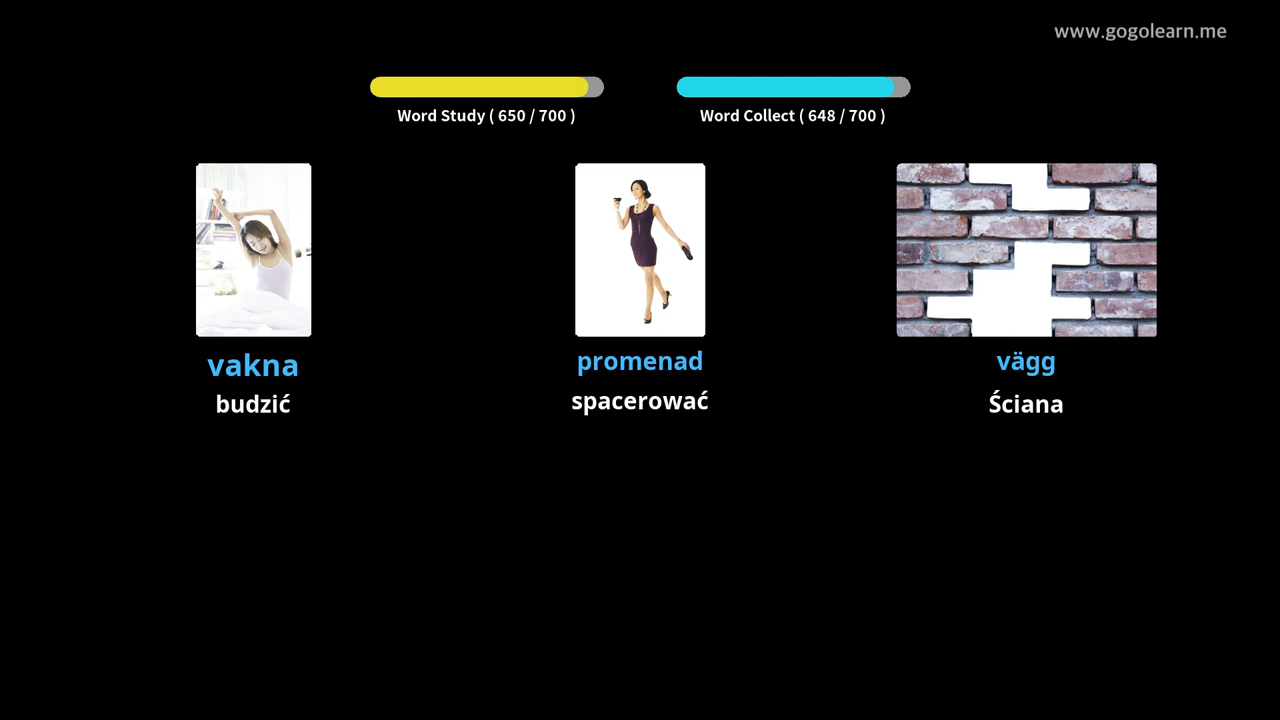 www.gogolearn.me
Word Study ( 650 / 700 )
Word Collect ( 648 / 700 )
vakna
budzić
promenad
spacerować
vägg
Ściana